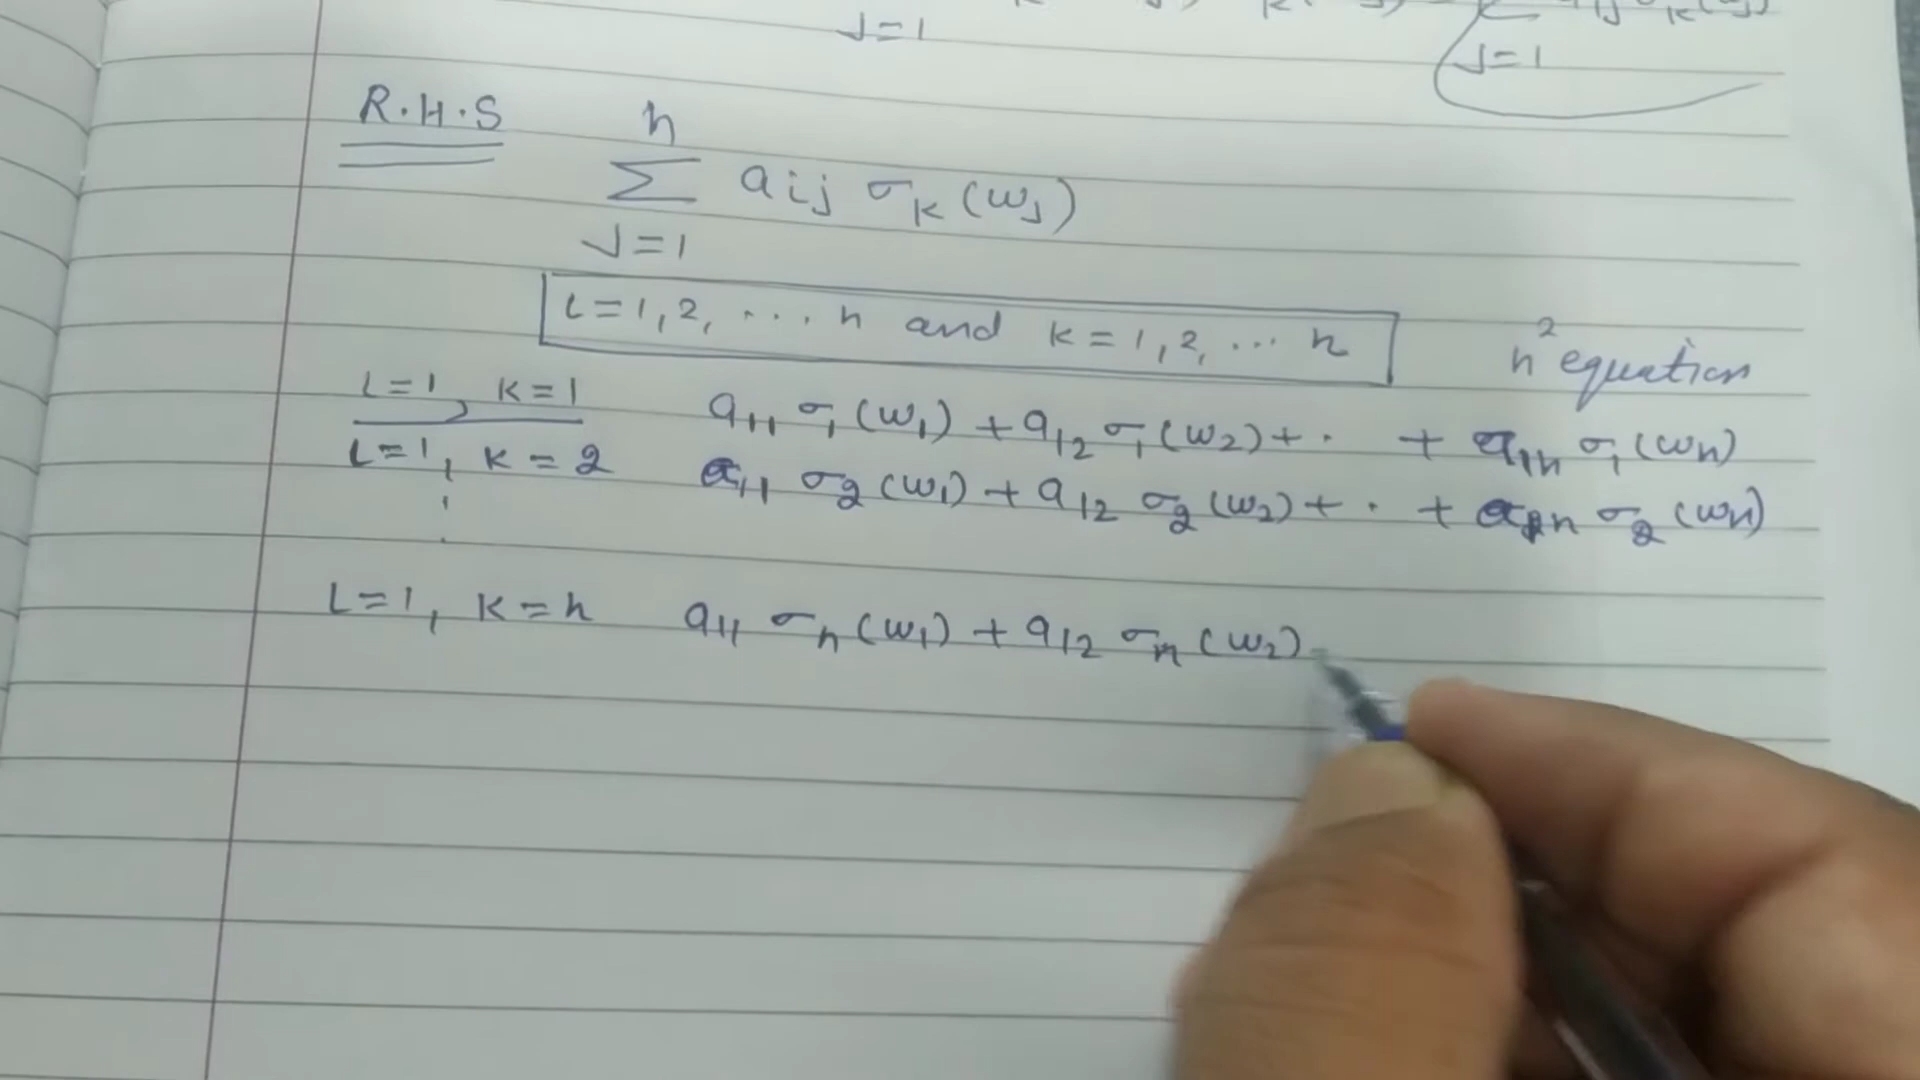 J=1
J=1
R.H.S
n
Σ aij σk (wj)
J=1
i=1,2, ... n and k=1,2, ... n
n² equation
i=1, k=1 a11 σ1 (w1) + a12 σ1 (w2) + . + a1n σ1 (wn)
i=1, k=2 a11 σ2 (w1) + a12 σ2 (w2) + . + a1n σ2 (wn)
i=1, k=n a11 σn (w1) + a12 σn (w2)